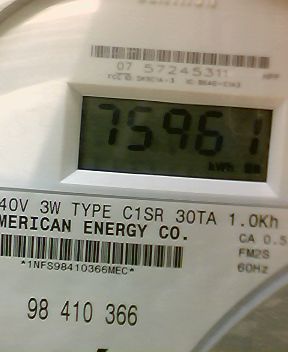 07 57245311
75961
kWh
40V 3W TYPE C1SR 30TA 1.0Kh
MERICAN ENERGY CO.
CA 0.5
*1NFS98410366MEC*
FM2S
60Hz
98 410 366